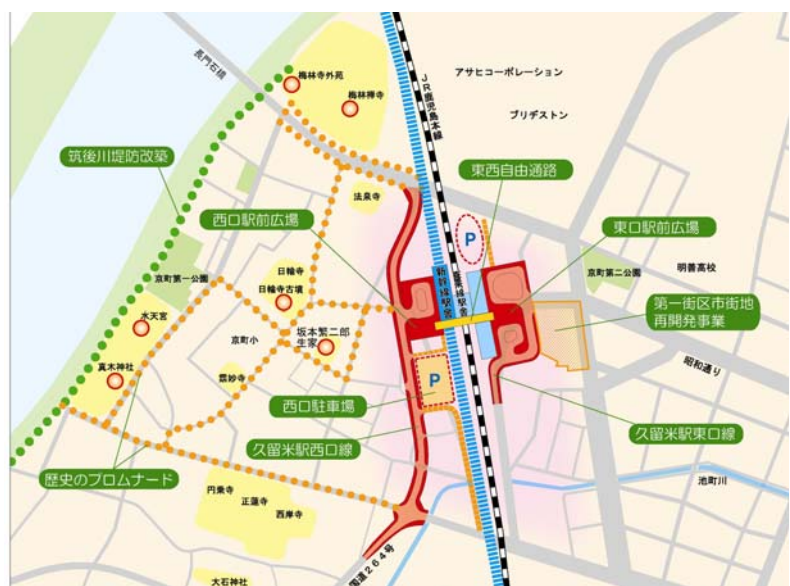 長門石橋
梅林寺外苑
梅林禅寺
JR鹿児島本線
アサヒコーポレーション
ブリヂストン
筑後川堤防改築
東西自由通路
法泉寺
西口駅前広場
P
東口駅前広場
日輪寺
京町第一公園
日輪寺古墳
新幹線駅舎
在来線駅舎
京町第二公園
明善高校
水天宮
京町小
坂本繁二郎
生家
第一街区市街地
再開発事業
真木神社
雲妙寺
P
昭和通り
西口駐車場
久留米駅西口線
久留米駅東口線
歴史のプロムナード
円乗寺
正蓮寺
西岸寺
池町川
国道264号
大石神社